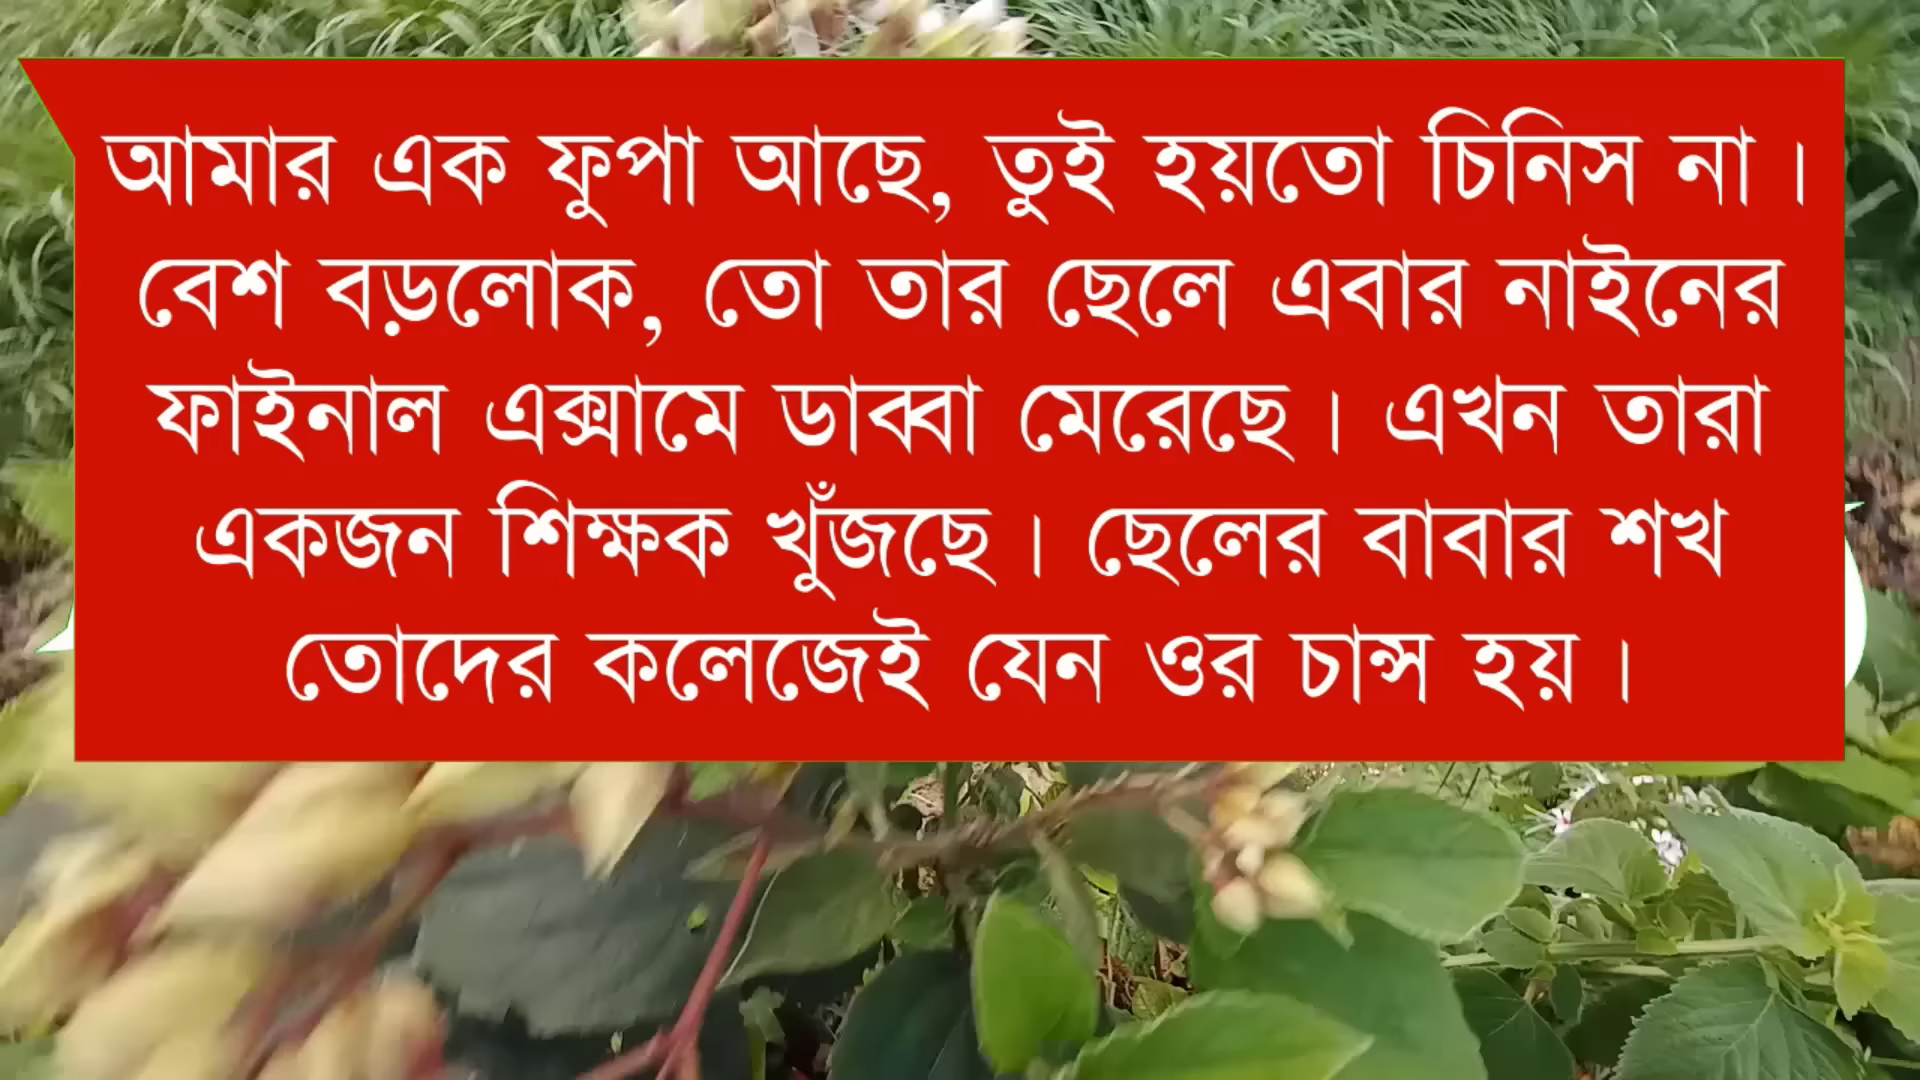 আমার এক ফুপা আছে, তুই হয়তো চিনিস না।
বেশ বড়লোক, তো তার ছেলে এবার নাইনের
ফাইনাল এক্সামে ডাব্বা মেরেছে। এখন তারা
একজন শিক্ষক খুঁজছে। ছেলের বাবার শখ
তোদের কলেজেই যেন ওর চান্স হয়।